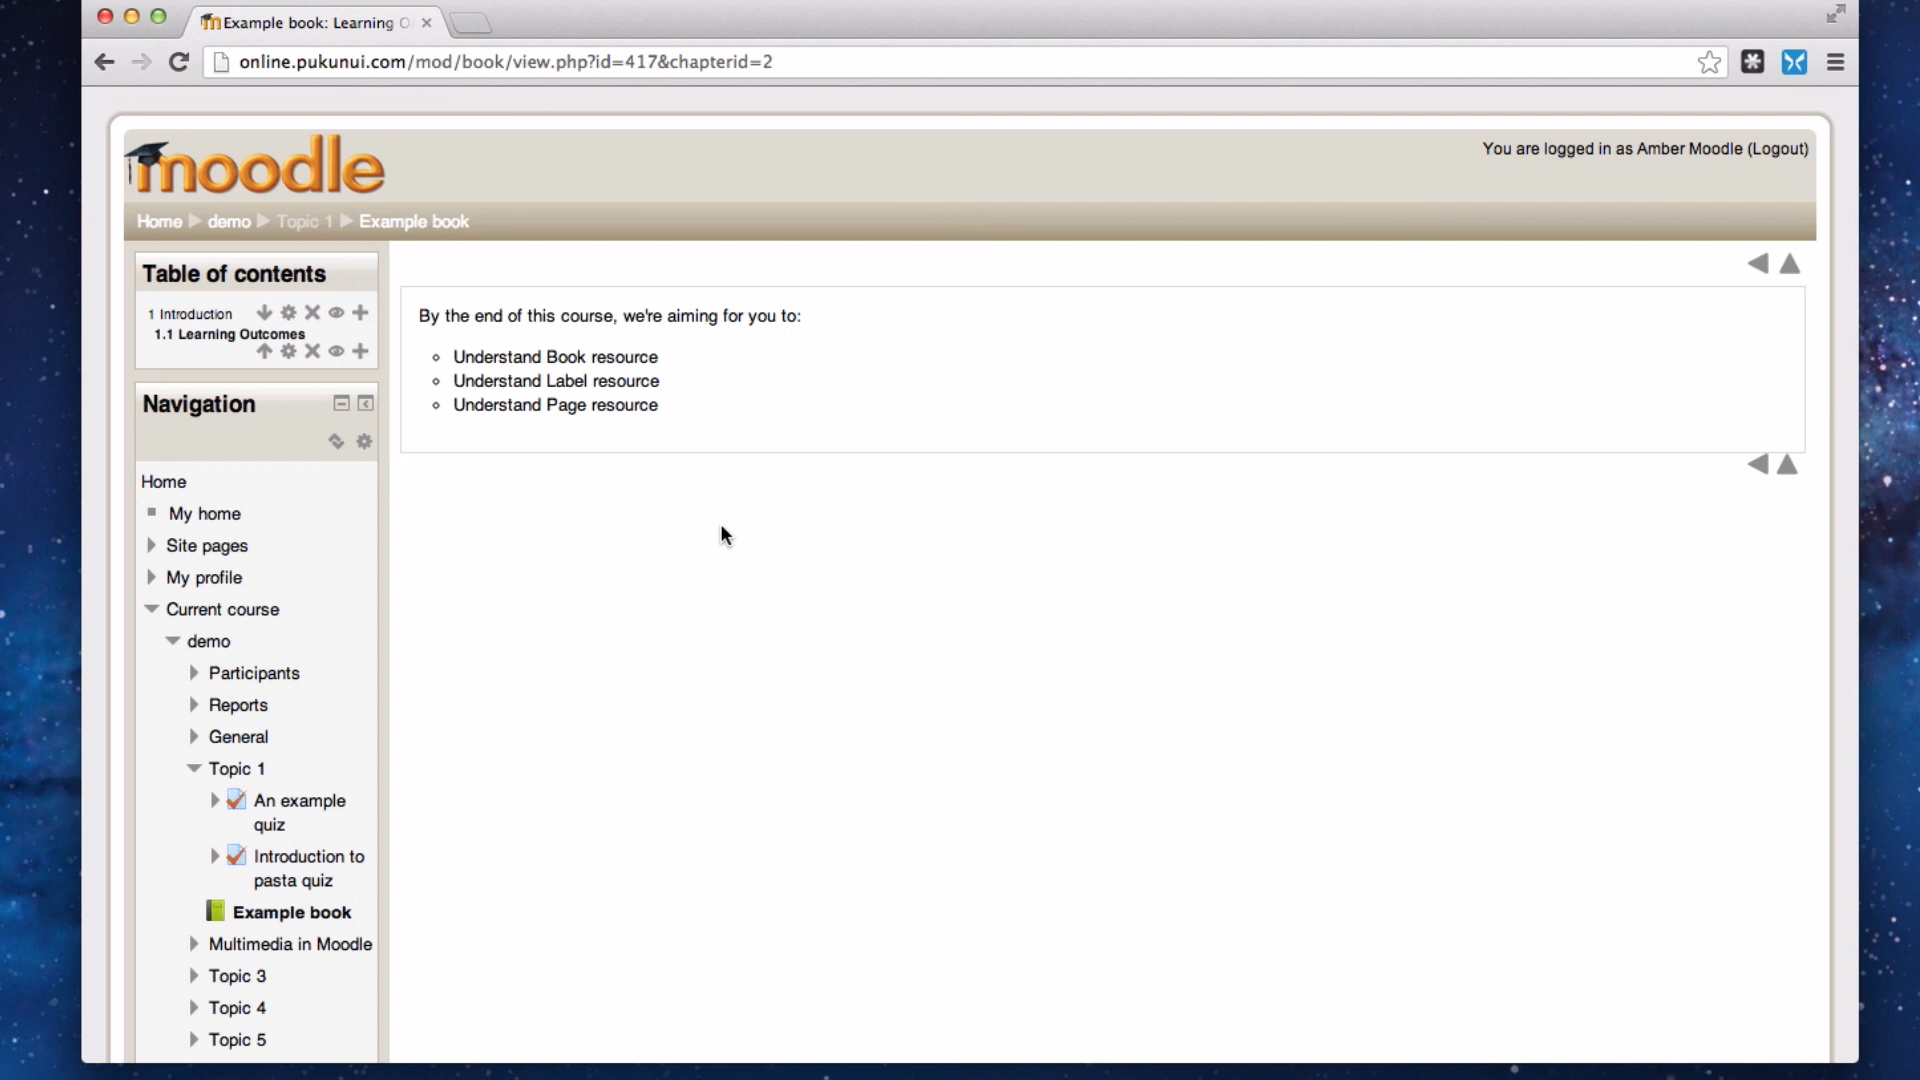 Example book: Learning O
online.pukunui.com/mod/book/view.php?id=417&chapterid=2
moodle
You are logged in as Amber Moodle (Logout)
Home demo Topic 1 Example book
Table of contents
1 Introduction
1.1 Learning Outcomes
By the end of this course, we're aiming for you to:
Understand Book resource
Understand Label resource
Understand Page resource
Navigation
Home
My home
Site pages
My profile
Current course
demo
Participants
Reports
General
Topic 1
An example
quiz
Introduction to
pasta quiz
Example book
Multimedia in Moodle
Topic 3
Topic 4
Topic 5